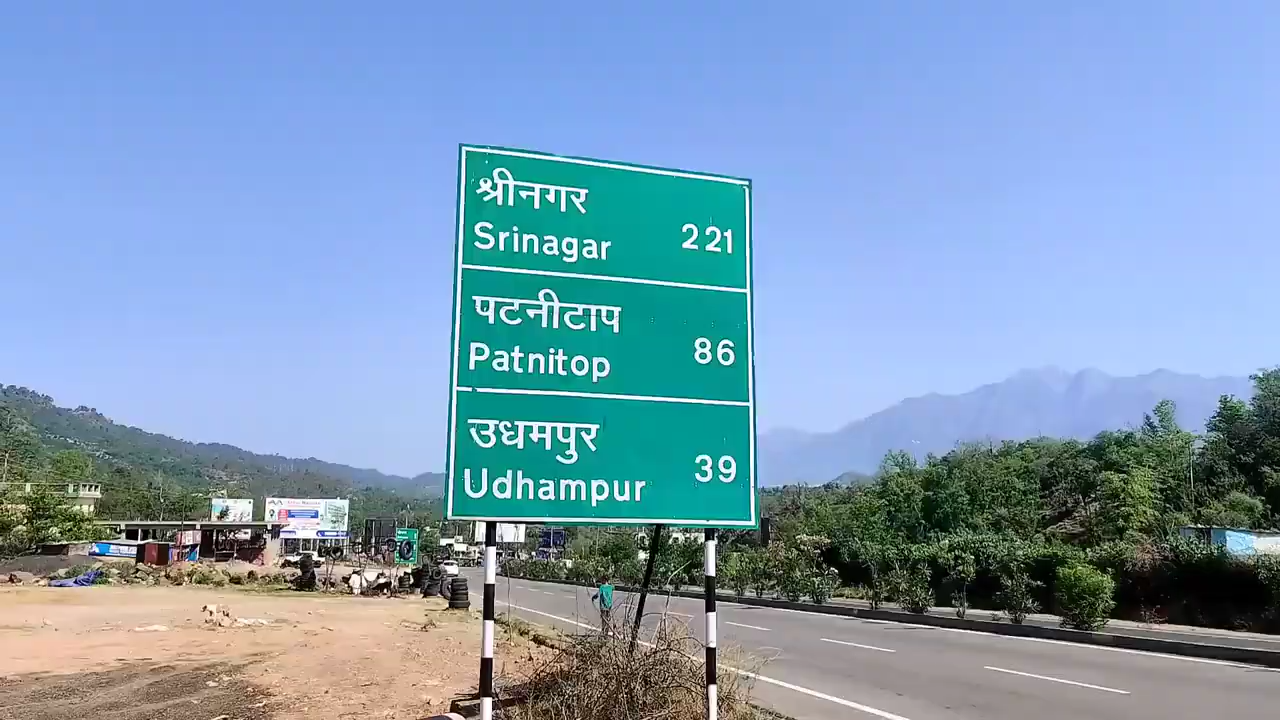 श्रीनगर
Srinagar 221
पटनीटाप
Patnitop 86
उधमपुर
Udhampur 39